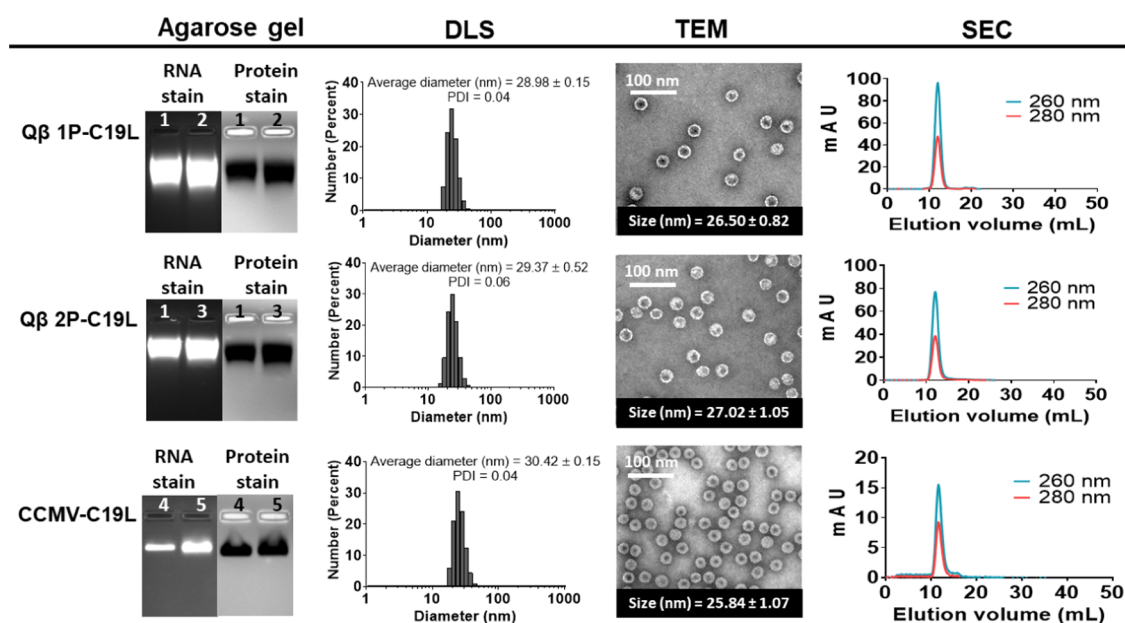 Agarose gel DLS TEM SEC
RNA stain Protein stain
Qβ 1P-C19L
1 2 1 2
Average diameter (nm) = 28.98 ± 0.15
PDI = 0.04
Number (Percent)
40
30
20
10
0
1 10 100 1000
Diameter (nm)
100 nm
Size (nm) = 26.50 ± 0.82
mAU
100
80
60
40
20
0
260 nm
280 nm
0 10 20 30 40 50
Elution volume (mL)
RNA stain Protein stain
Qβ 2P-C19L
1 3 1 3
Average diameter (nm) = 29.37 ± 0.52
PDI = 0.06
Number (Percent)
40
30
20
10
0
1 10 100 1000
Diameter (nm)
100 nm
Size (nm) = 27.02 ± 1.05
mAU
100
80
60
40
20
0
260 nm
280 nm
0 10 20 30 40 50
Elution volume (mL)
RNA stain Protein stain
CCMV-C19L
4 5 4 5
Average diameter (nm) = 30.42 ± 0.15
PDI = 0.04
Number (Percent)
40
30
20
10
0
1 10 100 1000
Diameter (nm)
100 nm
Size (nm) = 25.84 ± 1.07
mAU
20
15
10
5
0
260 nm
280 nm
0 10 20 30 40 50
Elution volume (mL)